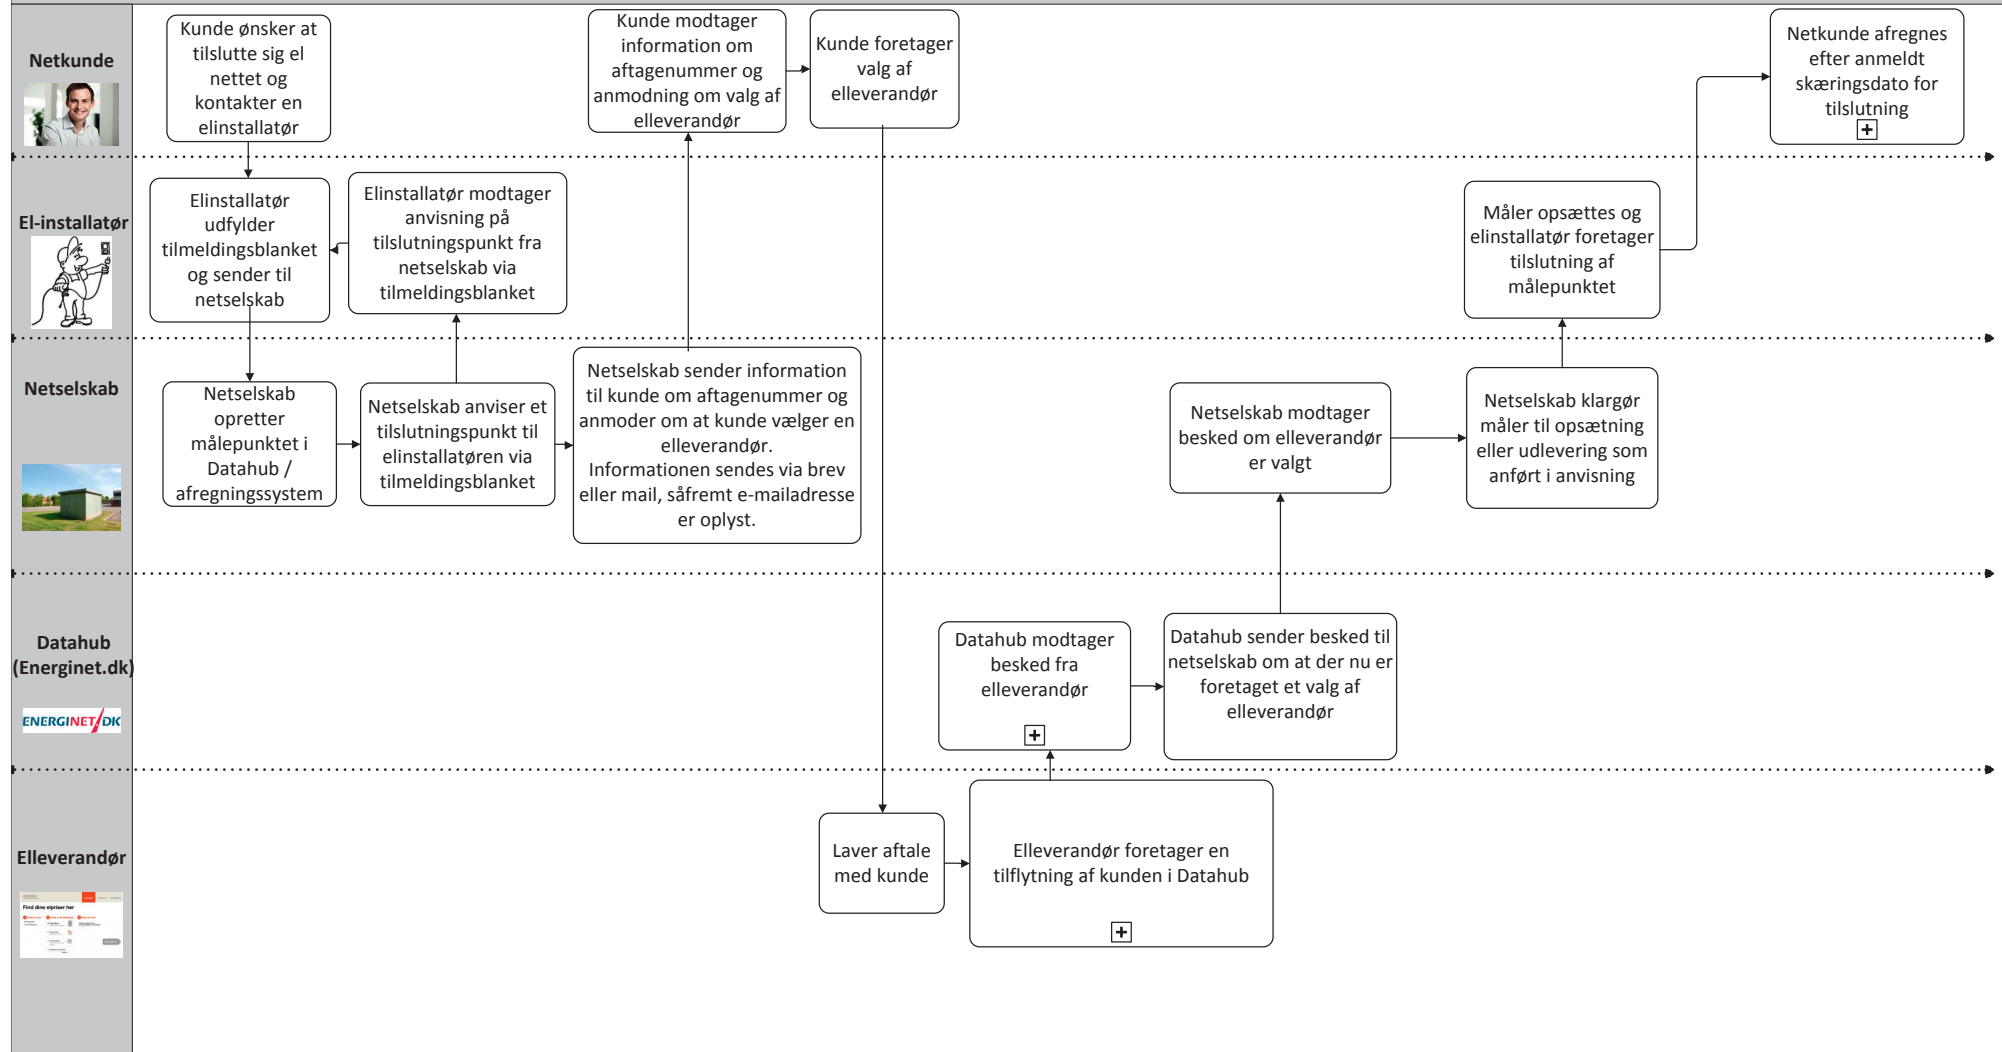 Netkunde
Kunde ønsker at
tilslutte sig el
nettet og
kontakter en
elinstallatør
Kunde modtager
information om
aftagenummer og
anmodning om valg af
elleverandør
Kunde foretager
valg af
elleverandør
Netkunde afregnes
efter anmeldt
skæringsdato for
tilslutning
El-installatør
Elinstallatør
udfylder
tilmeldingsblanket
og sender til
netselskab
Elinstallatør modtager
anvisning på
tilslutningspunkt fra
netselskab via
tilmeldingsblanket
Måler opsættes og
elinstallatør foretager
tilslutning af
målepunktet
Netselskab
Netselskab
opretter
målepunktet i
Datahub /
afregningssystem
Netselskab anviser et
tilslutningspunkt til
elinstallatøren via
tilmeldingsblanket
Netselskab sender information
til kunde om aftagenummer og
anmoder om at kunde vælger en
elleverandør.
Informationen sendes via brev
eller mail, såfremt e-mailadresse
er oplyst.
Netselskab modtager
besked om elleverandør
er valgt
Netselskab klargør
måler til opsætning
eller udlevering som
anført i anvisning
Datahub
(Energinet.dk)
ENERGINET/DK
Datahub modtager
besked fra
elleverandør
Datahub sender besked til
netselskab om at der nu er
foretaget et valg af
elleverandør
Elleverandør
Find dine elpriser her
Laver aftale
med kunde
Elleverandør foretager en
tilflytning af kunden i Datahub